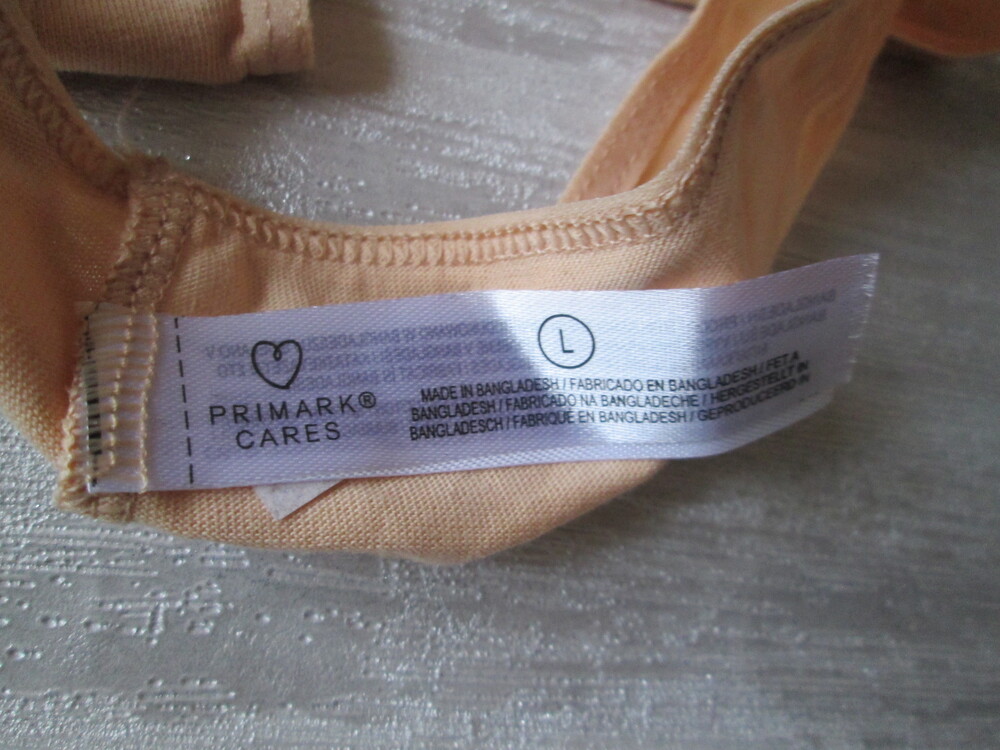 PRIMARK®
CARES
L
MADE IN BANGLADESH / FABRICADO EN BANGLADESH / FET A
BANGLADESH / FABRICADO NA BANGLADECHE / HERGESTELLT IN
BANGLADESCH / FABRIQUE EN BANGLADESH / GEPRODUCEERD IN